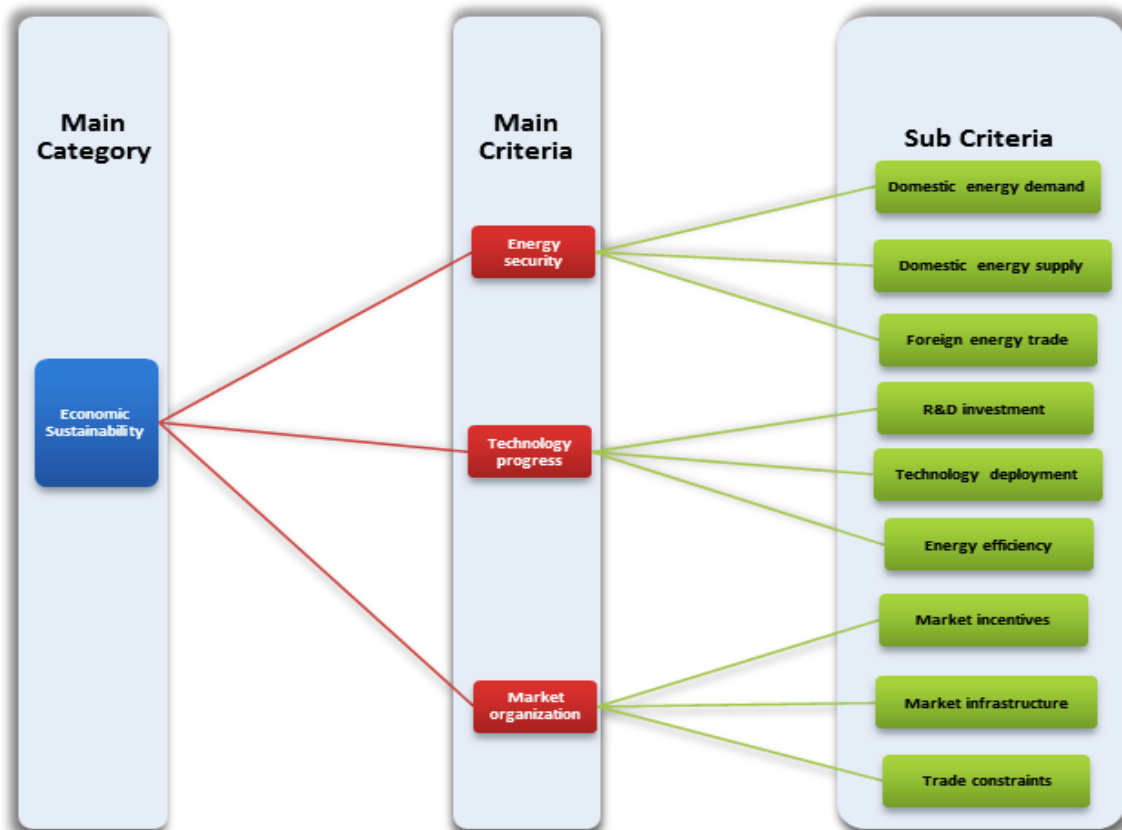 Main
Category
Main
Criteria
Sub Criteria
Domestic energy demand
Energy
security
Domestic energy supply
Foreign energy trade
Economic
Sustainability
R&D investment
Technology
progress
Technology deployment
Energy efficiency
Market incentives
Market
organization
Market infrastructure
Trade constraints